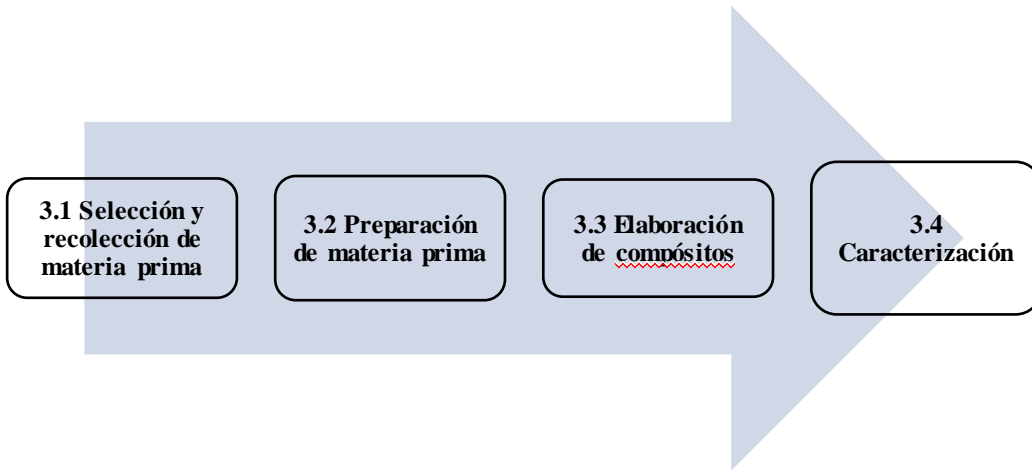 3.1 Selección y
recolección de
materia prima
3.2 Preparación
de materia prima
3.3 Elaboración
de compósitos
3.4
Caracterización